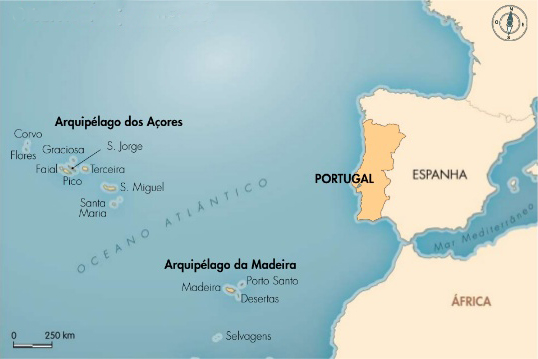 N
S
Arquipélago dos Açores
Corvo
Flores
Graciosa
S. Jorge
Faial
Terceira
Pico
S. Miguel
Santa
Maria
PORTUGAL
ESPANHA
OCEANO ATLÂNTICO
Mar Mediterrâneo
Arquipélago da Madeira
Porto Santo
Madeira
Desertas
ÁFRICA
Selvagens
0 250 km